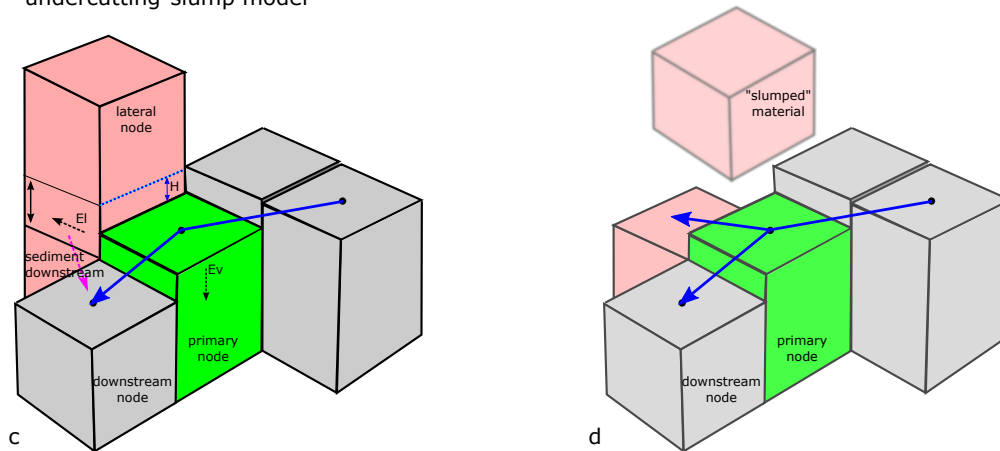 undercutting-slump model
lateral
node
H
El
sediment
downstream
Ev
primary
node
downstream
node
c
"slumped"
material
primary
node
downstream
node
d